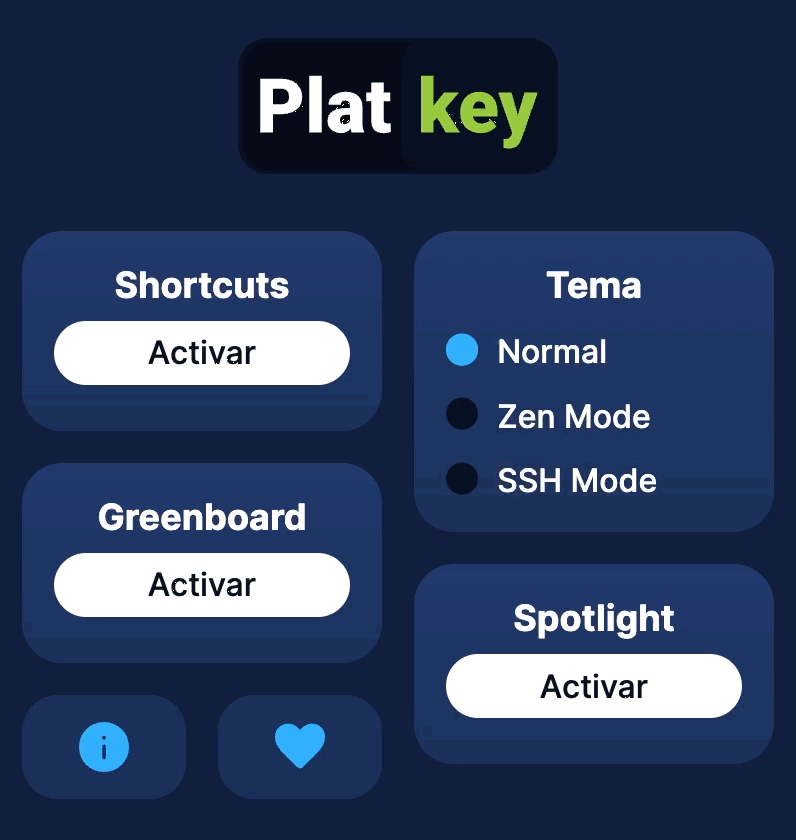 Plat key
Shortcuts
Activar
Greenboard
Activar
Tema
Normal
Zen Mode
SSH Mode
Spotlight
Activar